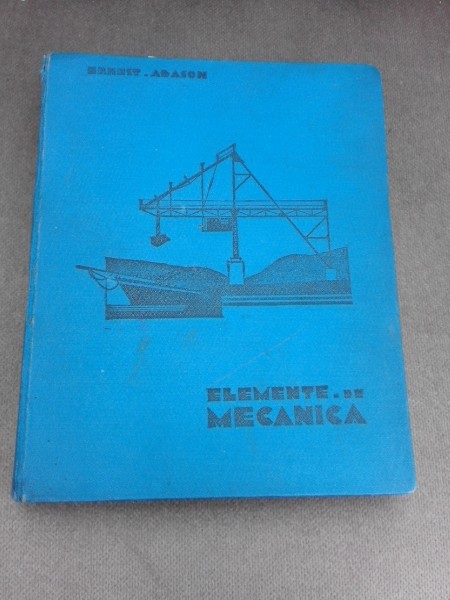 ERNEST. ABASON
ELEMENTE. DE
MECANICA